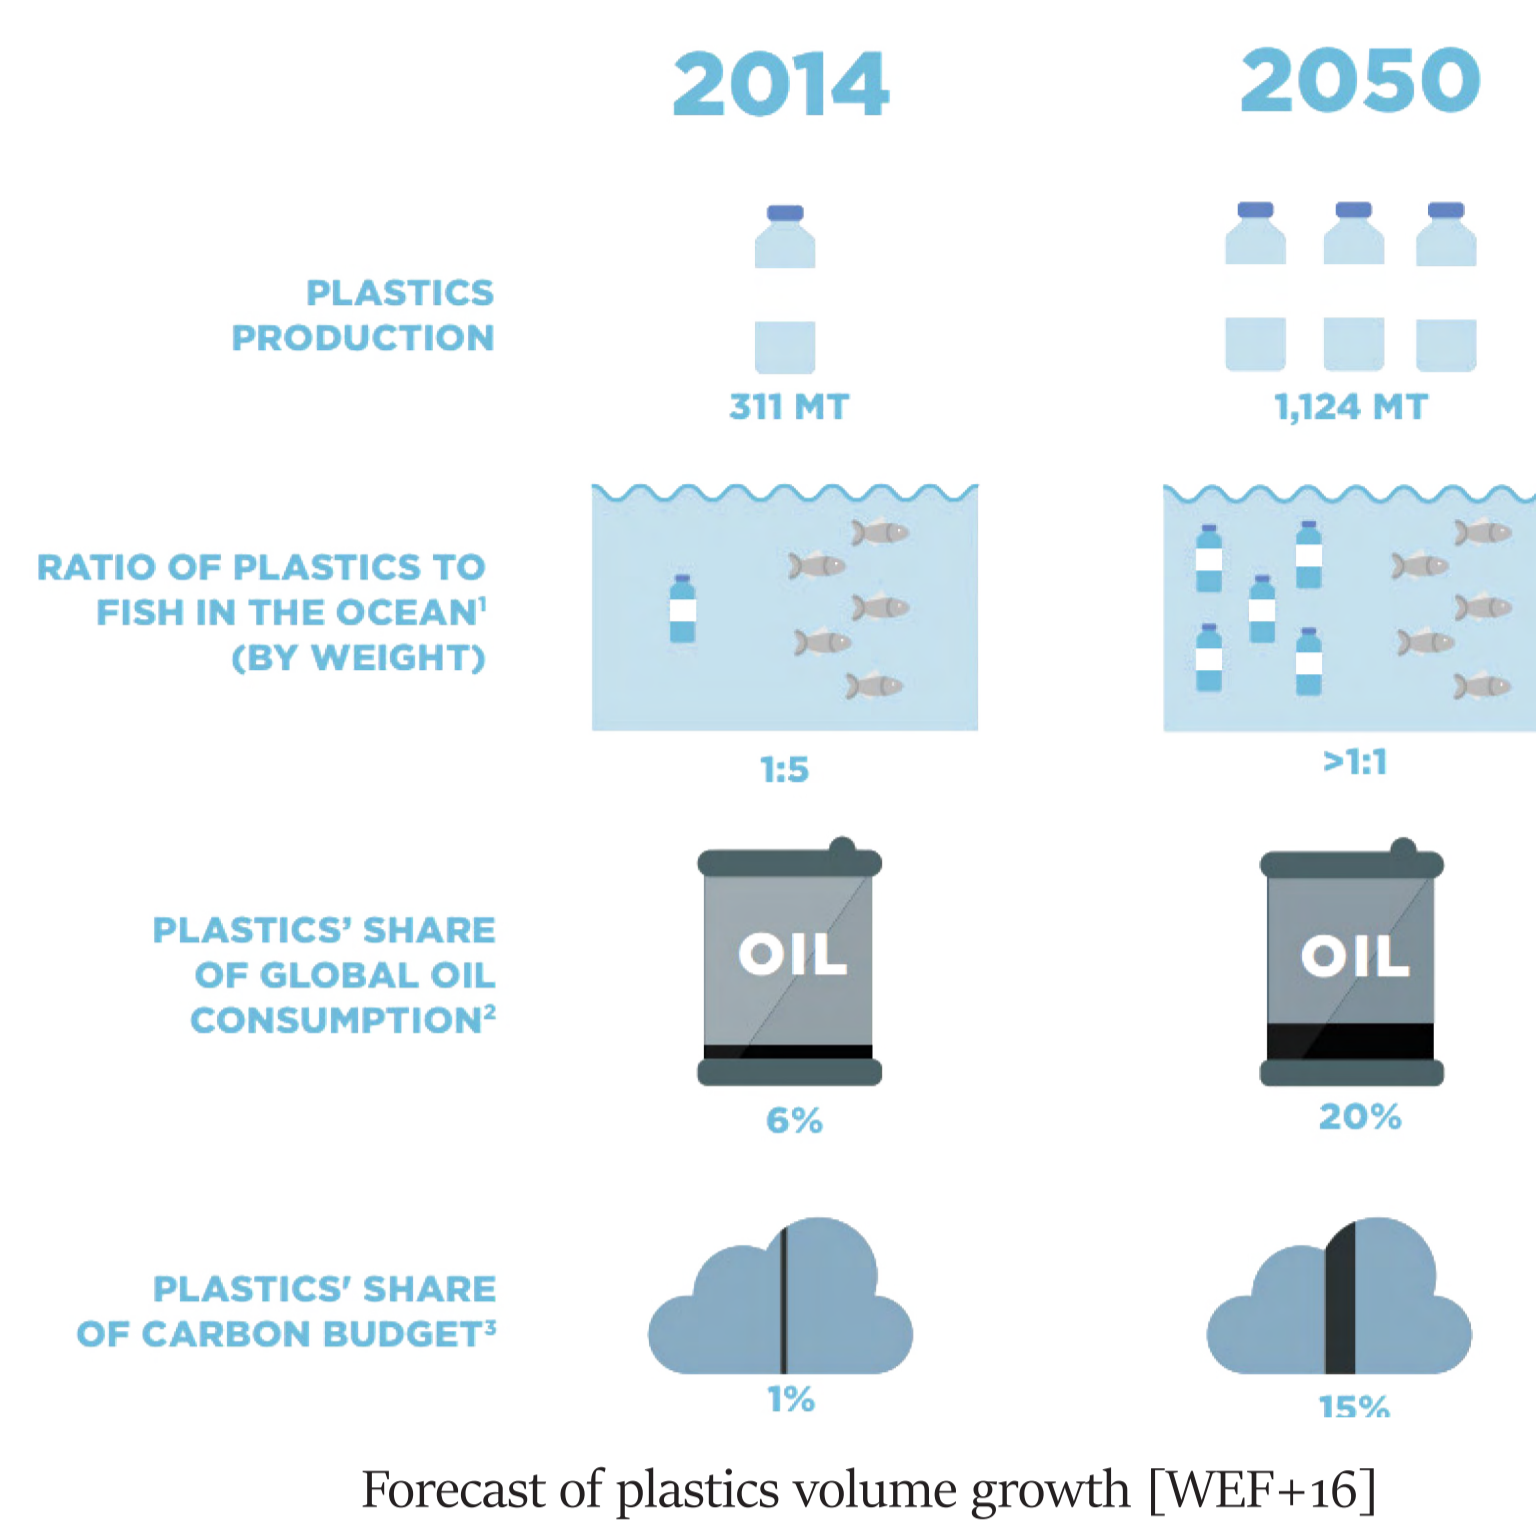 2014
2050
PLASTICS
PRODUCTION
311 MT
1,124 MT
RATIO OF PLASTICS TO
FISH IN THE OCEAN¹
(BY WEIGHT)
1:5
>1:1
PLASTICS’ SHARE
OF GLOBAL OIL
CONSUMPTION²
OIL
OIL
6%
20%
PLASTICS' SHARE
OF CARBON BUDGET³
1%
15%
Forecast of plastics volume growth [WEF+16]